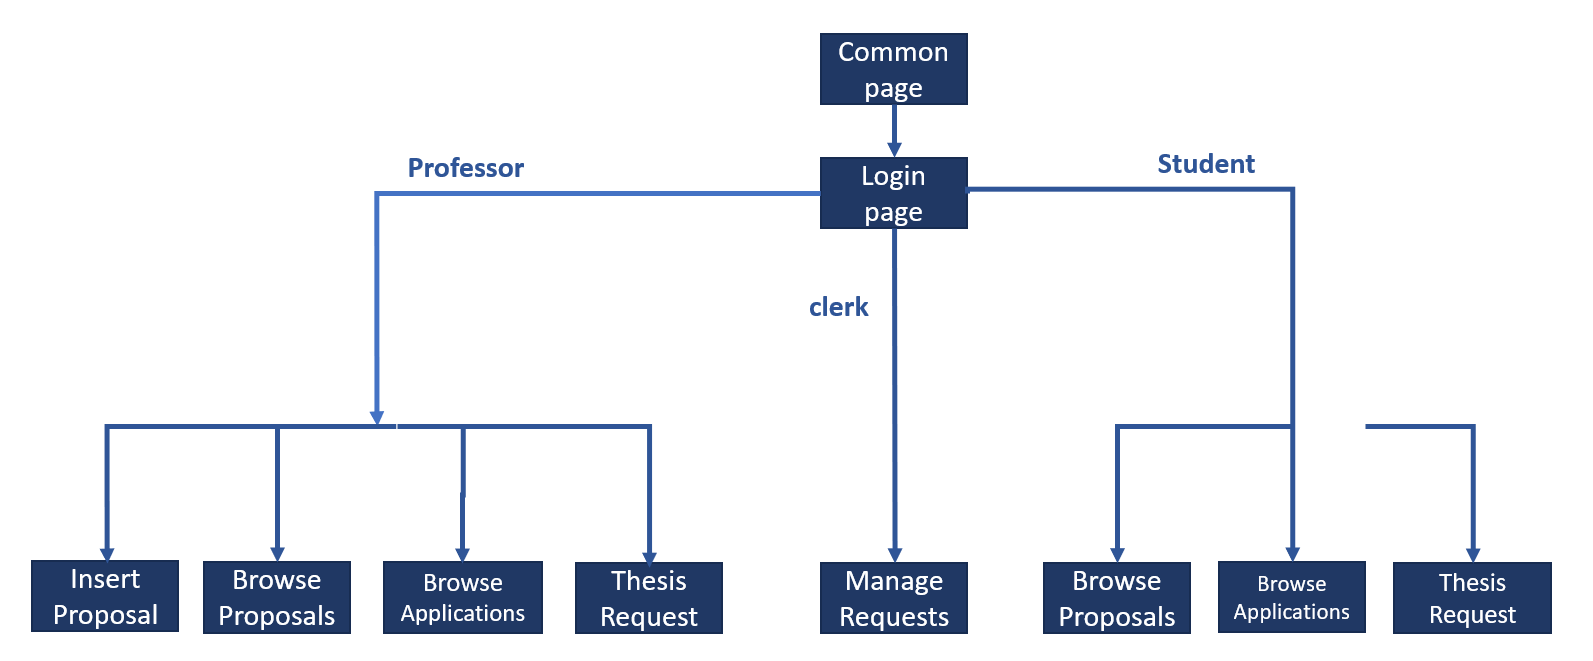 Common
page
Professor
Student
Login
page
clerk
Insert
Proposal
Browse
Proposals
Browse
Applications
Thesis
Request
Manage
Requests
Browse
Proposals
Browse
Applications
Thesis
Request